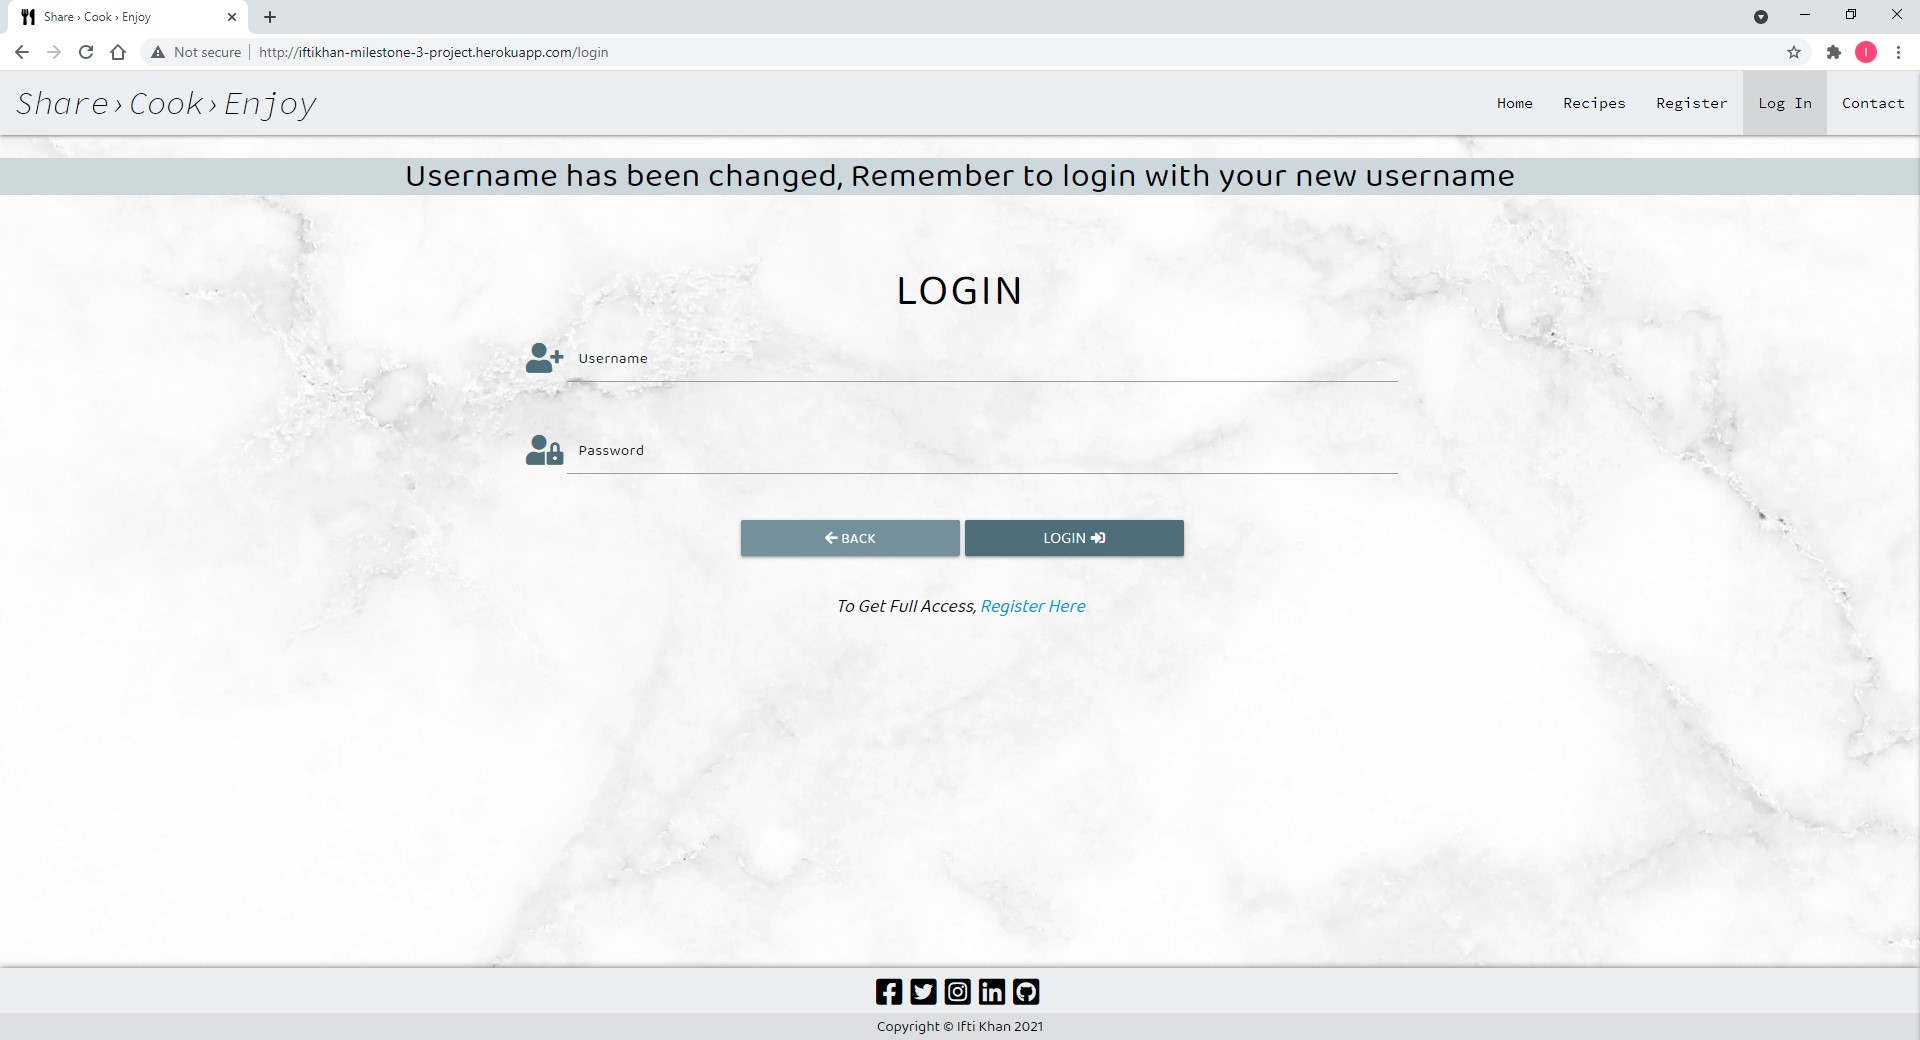 Share › Cook › Enjoy
Not secure
http://iftikhan-milestone-3-project.herokuapp.com/login
I
Share›Cook›Enjoy
Home
Recipes
Register
Log In
Contact
Username has been changed, Remember to login with your new username
LOGIN
Username
Password
BACK
LOGIN
To Get Full Access, Register Here
Copyright © Ifti Khan 2021